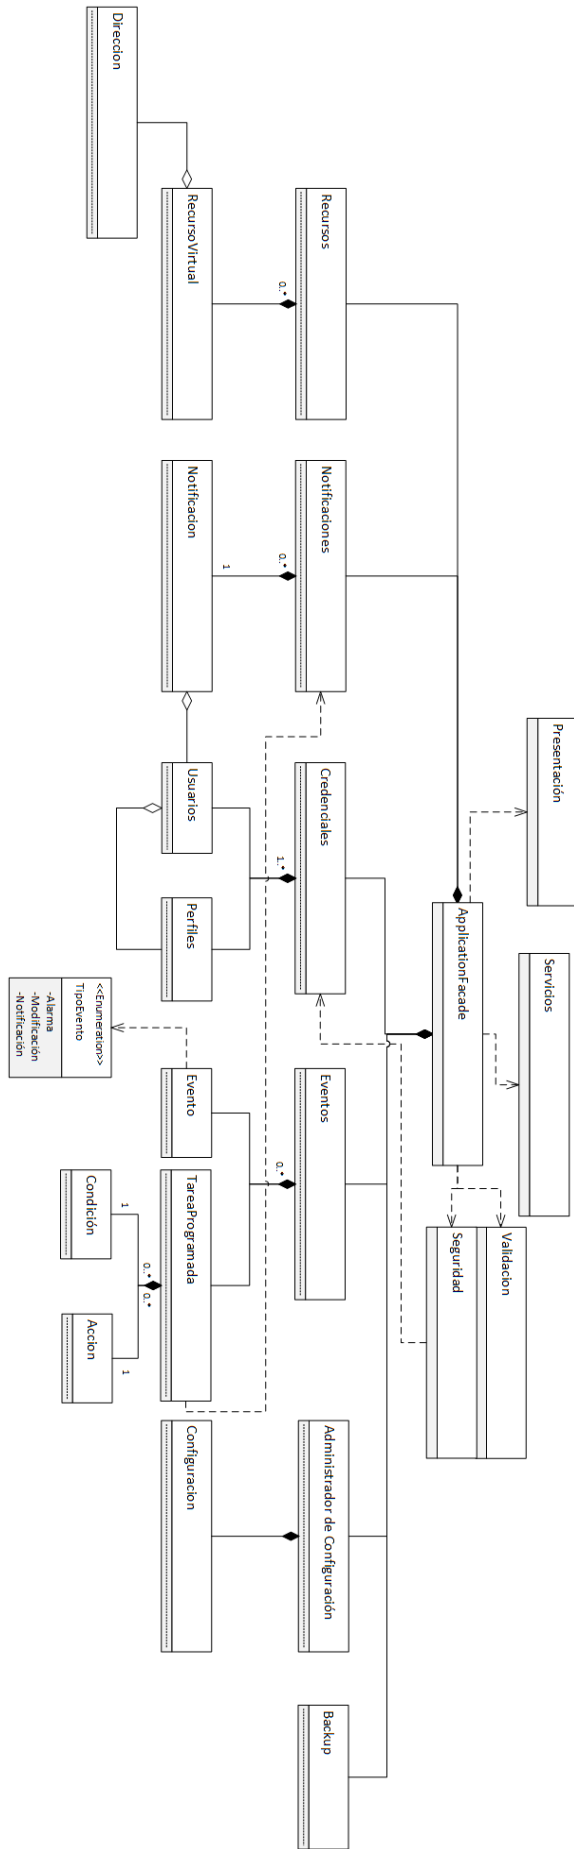 Presentación
Servicios
ApplicationFacade
Validacion
Seguridad
Recursos
Notificaciones
Credenciales
Eventos
Administrador de Configuración
Backup
0..*
0..*
1..*
0..*
1
RecursoVirtual
Notificacion
Usuarios
Perfiles
Evento
TareaProgramada
Configuracion
Direccion
<<Enumeration>>
TipoEvento
-Alarma
-Modificación
-Notificación
0..*
0..*
1
1
Condición
Accion